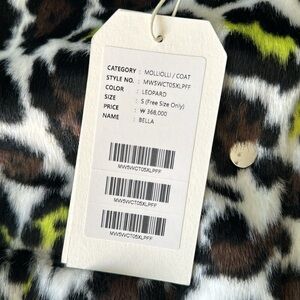 CATEGORY : MOLLIOLLI / COAT
STYLE NO. : MW5WCT05XLPFF
COLOR : LEOPARD
SIZE : S (Free Size Only)
PRICE : ₩ 368,000
NAME : BELLA
MW5WCT05XLPFF
MW5WCT05XLPFF
MW5WCT05XLPFF